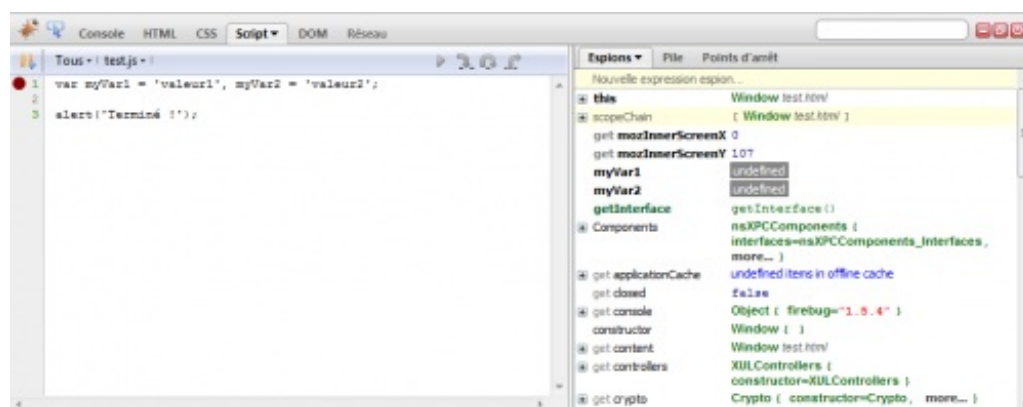 Console HTML CSS Script DOM Réseau
Tous test.js
1 var myVar1 = 'valeur1', myVar2 = 'valeur2';
2
3 alert('Terminé !');
Espions Pile Points d'arrêt
Nouvelle expression espion...
this Window test.html
scopeChain [ Window test.html ]
get mozInnerScreenX 0
get mozInnerScreenY 107
myVar1 undefined
myVar2 undefined
getInterface getInterface()
Components nsXPCComponents {
interfaces=nsXPCComponents_Interfaces,
more... }
get applicationCache undefined items in offline cache
get closed false
get console Object { firebug="1.5.4" }
constructor Window { }
get content Window test.html
get controllers XULControllers {
constructor=XULControllers }
get crypto Crypto { constructor=Crypto, more... }